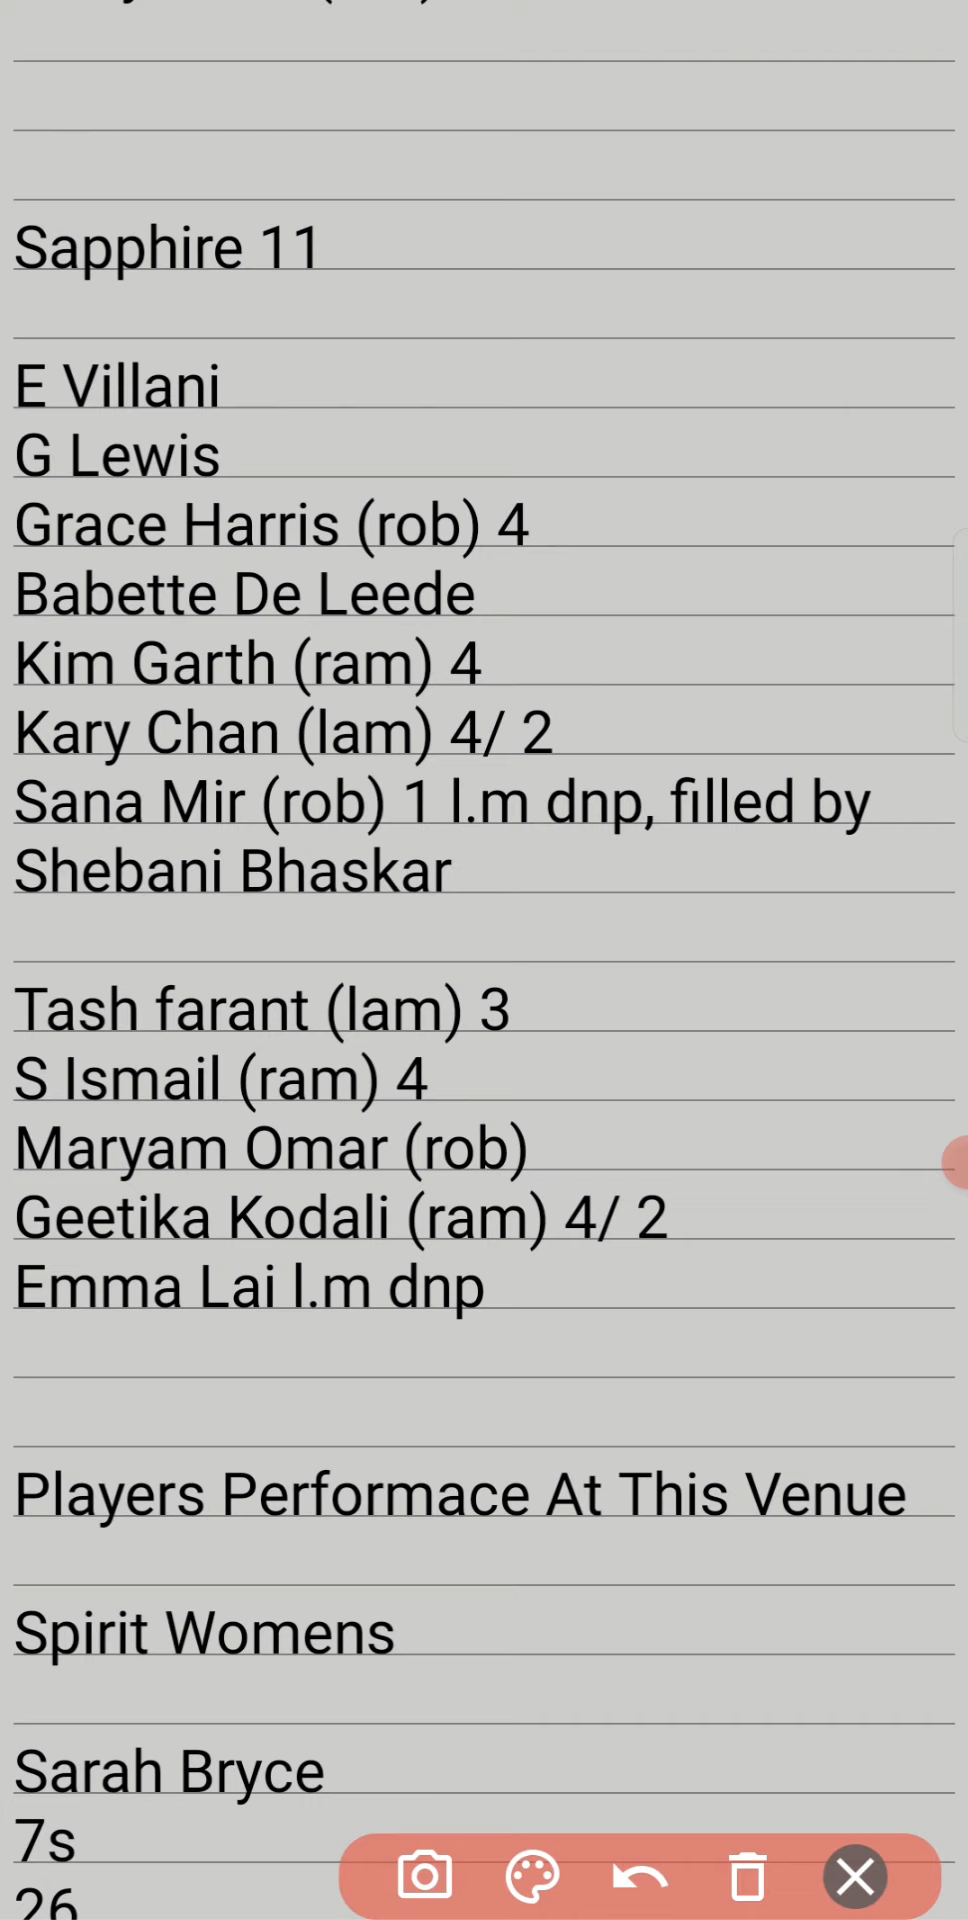 Sapphire 11
E Villani
G Lewis
Grace Harris (rob) 4
Babette De Leede
Kim Garth (ram) 4
Kary Chan (lam) 4/ 2
Sana Mir (rob) 1 l.m dnp, filled by
Shebani Bhaskar
Tash farant (lam) 3
S Ismail (ram) 4
Maryam Omar (rob)
Geetika Kodali (ram) 4/ 2
Emma Lai l.m dnp
Players Performace At This Venue
Spirit Womens
Sarah Bryce
7s
26